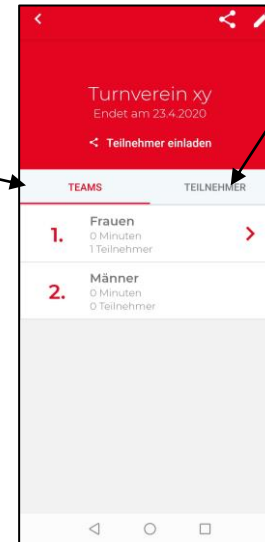 Turnverein xy
Endet am 23.4.2020
Teilnehmer einladen
TEAMS TEILNEHMER
1. Frauen
0 Minuten
1 Teilnehmer
2. Männer
0 Minuten
0 Teilnehmer